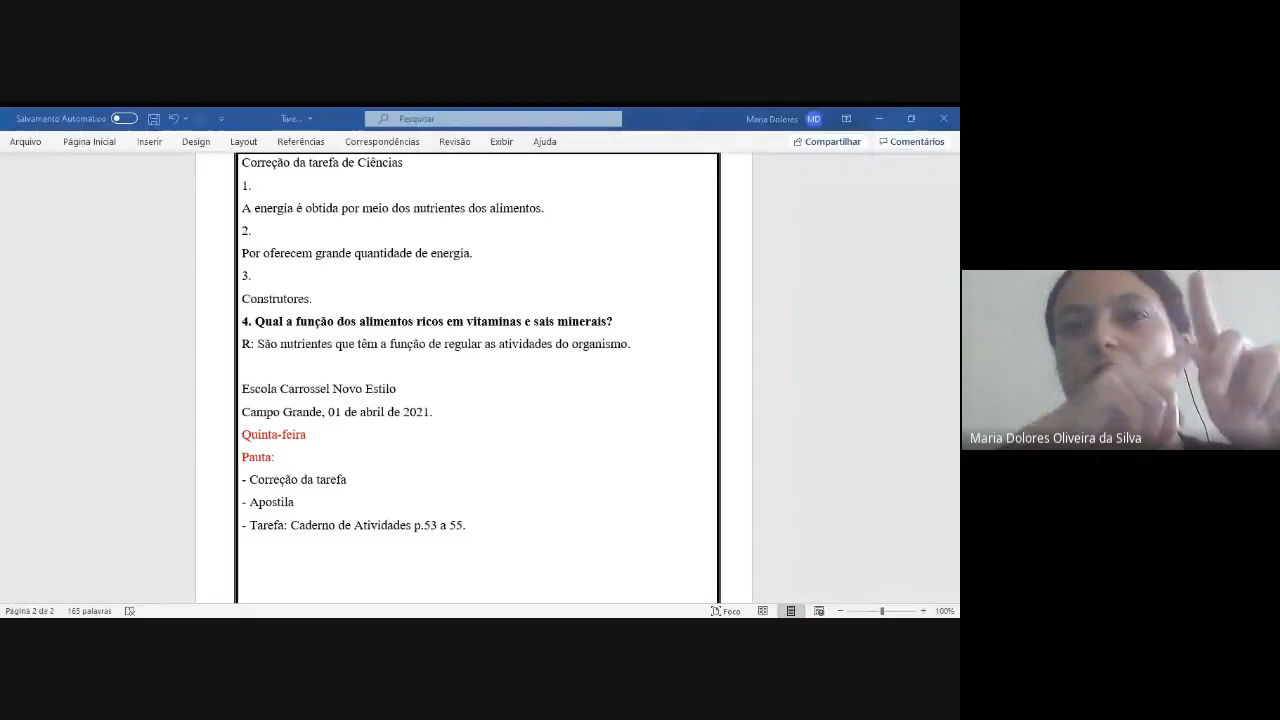 Salvamento Automático
Tare...
Pesquisar
Maria Dolores
MD
Arquivo
Página Inicial
Inserir
Design
Layout
Referências
Correspondências
Revisão
Exibir
Ajuda
Compartilhar
Comentários
Correção da tarefa de Ciências
1.
A energia é obtida por meio dos nutrientes dos alimentos.
2.
Por oferecem grande quantidade de energia.
3.
Construtores.
4. Qual a função dos alimentos ricos em vitaminas e sais minerais?
R: São nutrientes que têm a função de regular as atividades do organismo.
Escola Carrossel Novo Estilo
Campo Grande, 01 de abril de 2021.
Quinta-feira
Pauta:
- Correção da tarefa
- Apostila
- Tarefa: Caderno de Atividades p.53 a 55.
Página 2 de 2
165 palavras
Foco
100%
Maria Dolores Oliveira da Silva